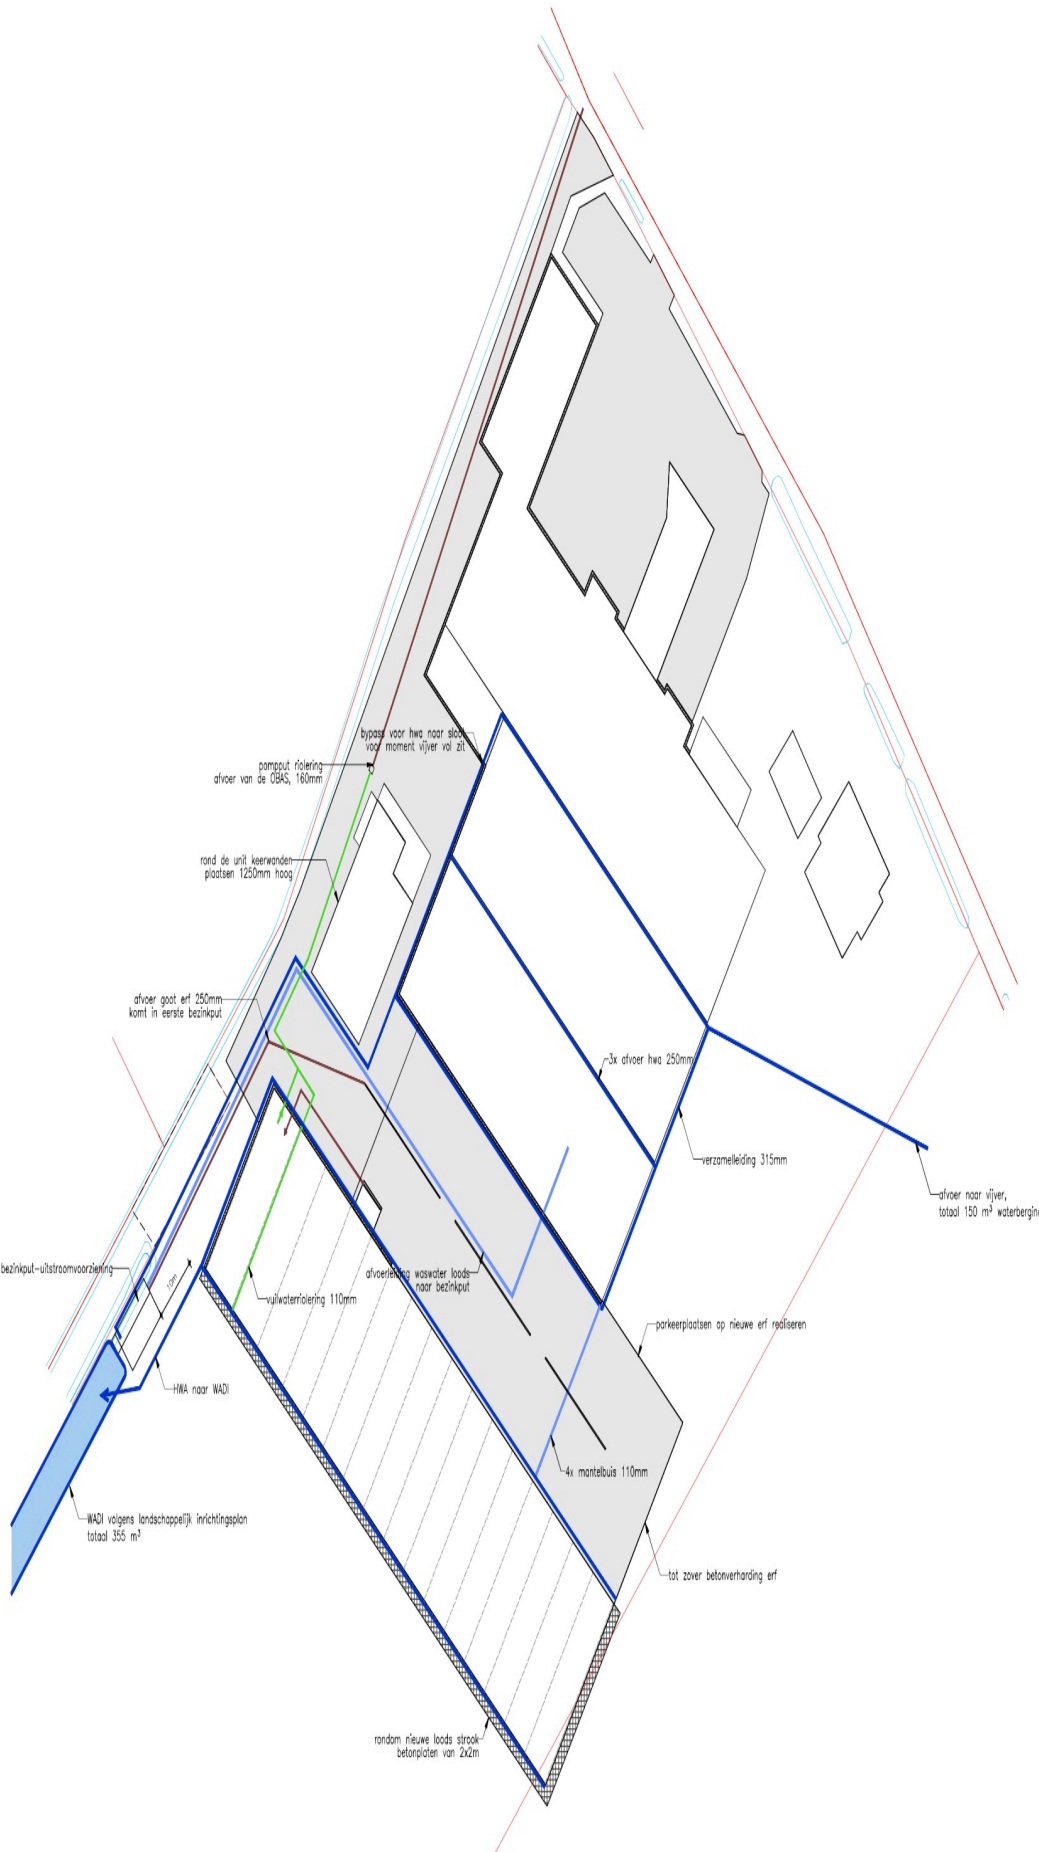 bypass voor hwa naar sloot
voor moment vijver vol zit
pompput riolering
afvoer van de OBAS, 160mm
rond de unit keerwanden
plaatsen 1250mm hoog
afvoer goot erf 250mm
komt in eerste bezinkput
3x afvoer hwa 250mm
verzamelleiding 315mm
afvoer naar vijver,
totaal 150 m³ waterberging
bezinkput-uitstroomvoorziening
afvoerleiding waswater loods
naar bezinkput
vuilwaterriolering 110mm
parkeerplaatsen op nieuwe erf realiseren
HWA naar WADI
4x mantelbuis 110mm
WADI volgens landschappelijk inrichtingsplan
totaal 355 m³
tot zover betonverharding erf
rondom nieuwe loods strook
betonplaten van 2x2m